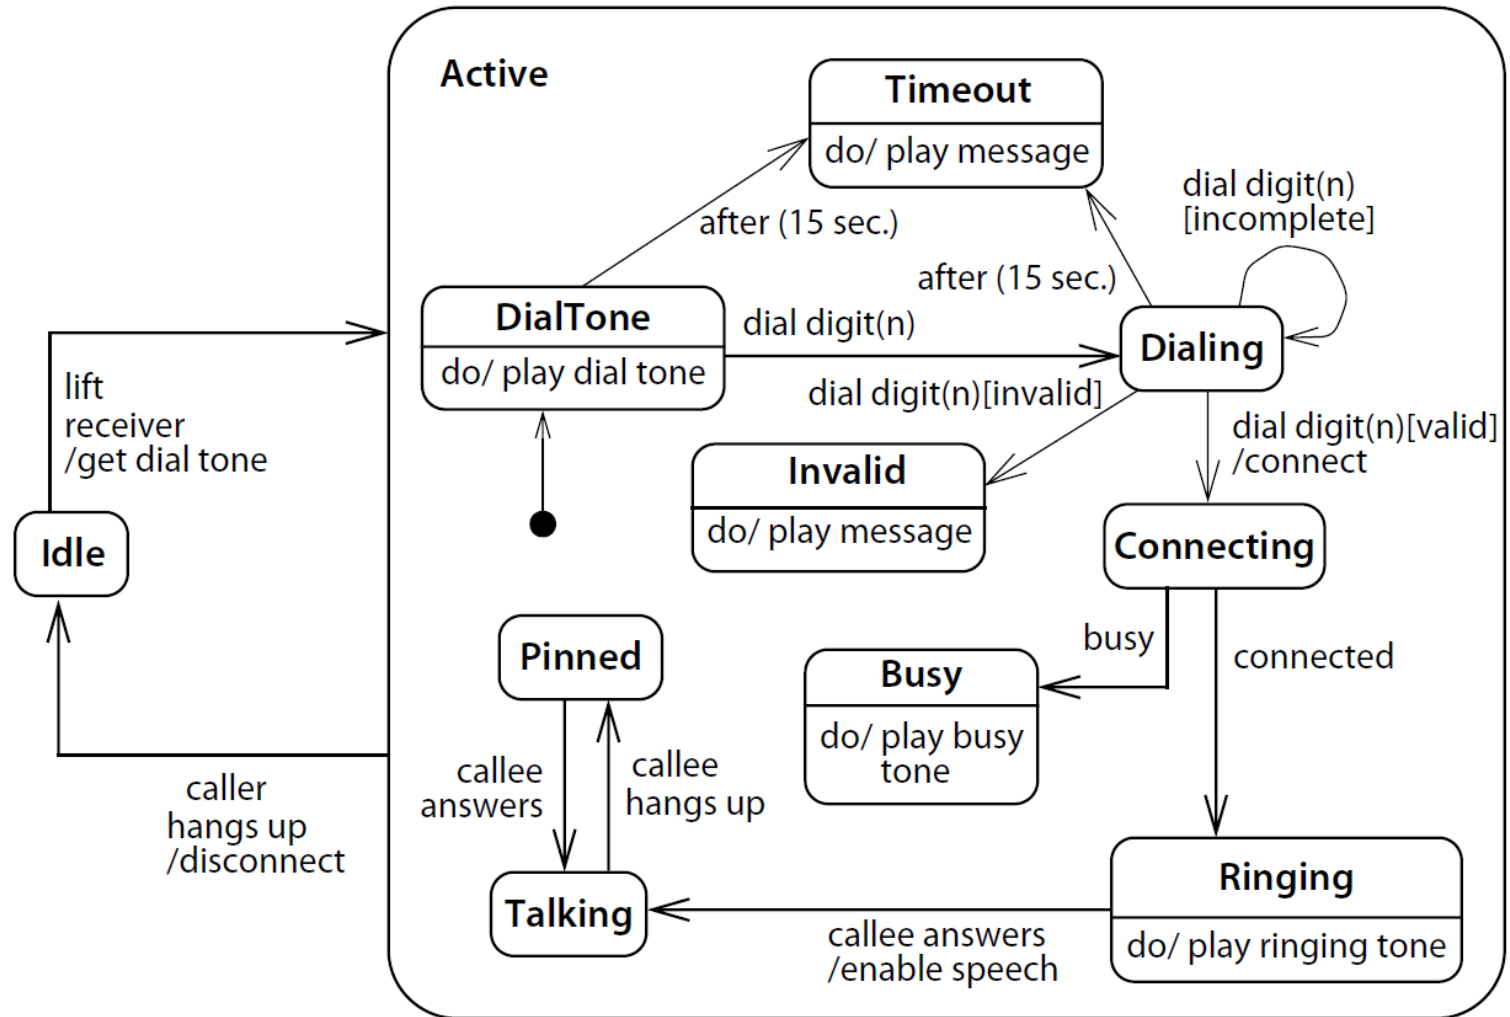 Active
Timeout
do/ play message
dial digit(n)
[incomplete]
after (15 sec.)
after (15 sec.)
DialTone
do/ play dial tone
dial digit(n)
Dialing
lift
receiver
/get dial tone
dial digit(n)[invalid]
dial digit(n)[valid]
/connect
Invalid
do/ play message
Idle
Connecting
Pinned
busy
connected
Busy
do/ play busy
tone
callee
answers
callee
hangs up
caller
hangs up
/disconnect
Ringing
do/ play ringing tone
Talking
callee answers
/enable speech